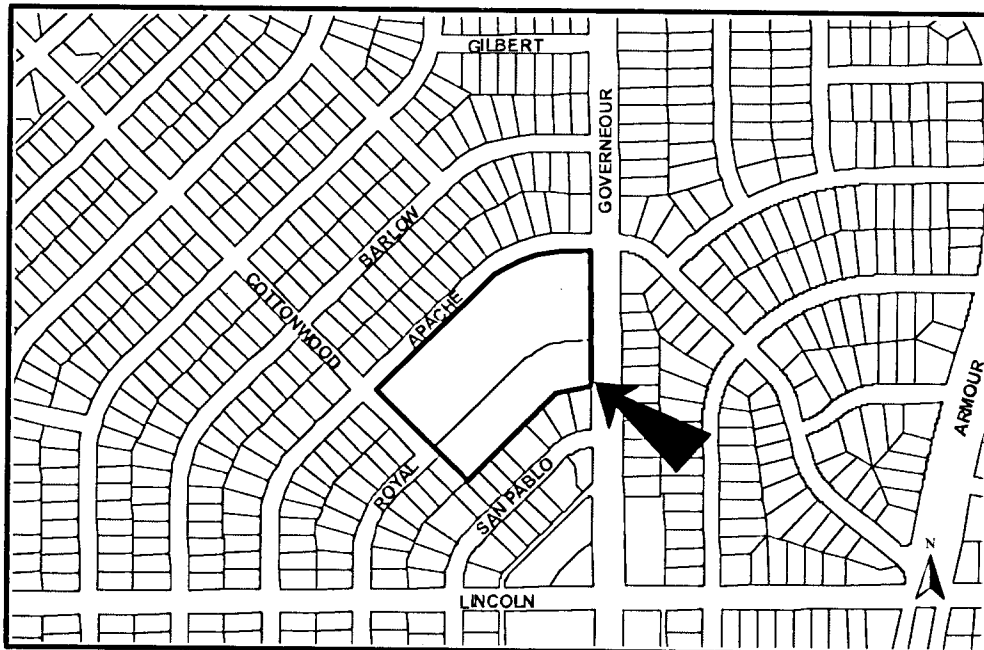 GILBERT
GOVERNEOUR
BARLOW
COTTONWOOD
APACHE
ARMOUR
ROYAL
SAN PABLO
N
LINCOLN